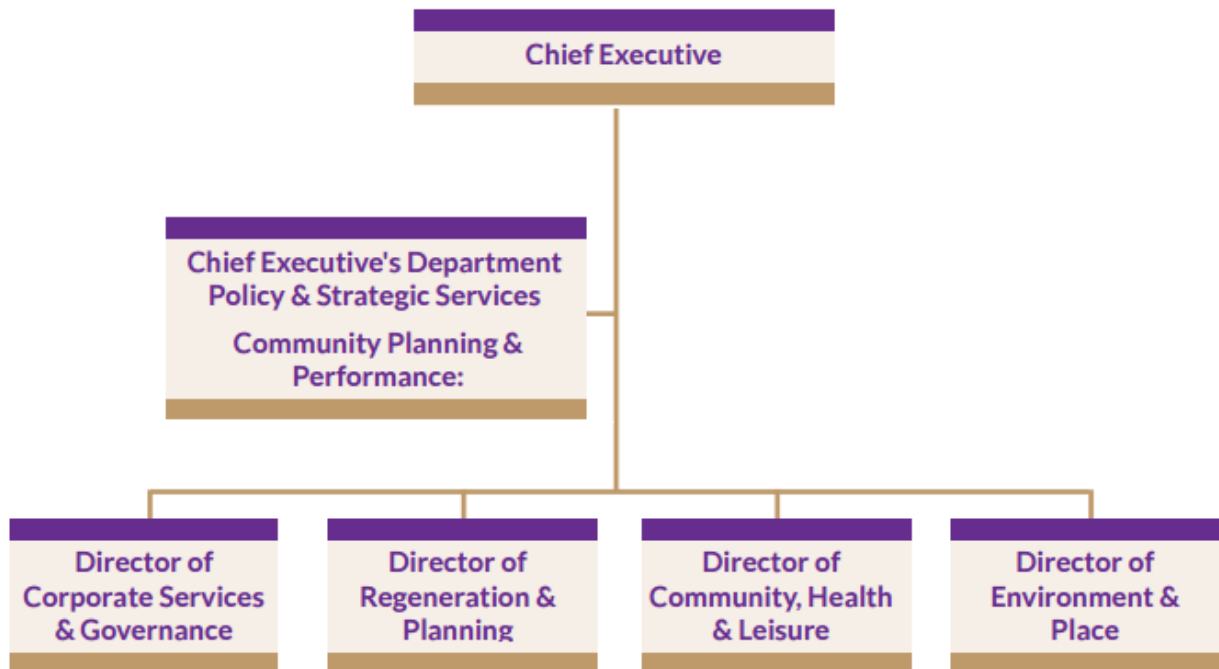 Chief Executive
Chief Executive's Department
Policy & Strategic Services
Community Planning &
Performance:
Director of
Corporate Services
& Governance
Director of
Regeneration &
Planning
Director of
Community, Health
& Leisure
Director of
Environment &
Place